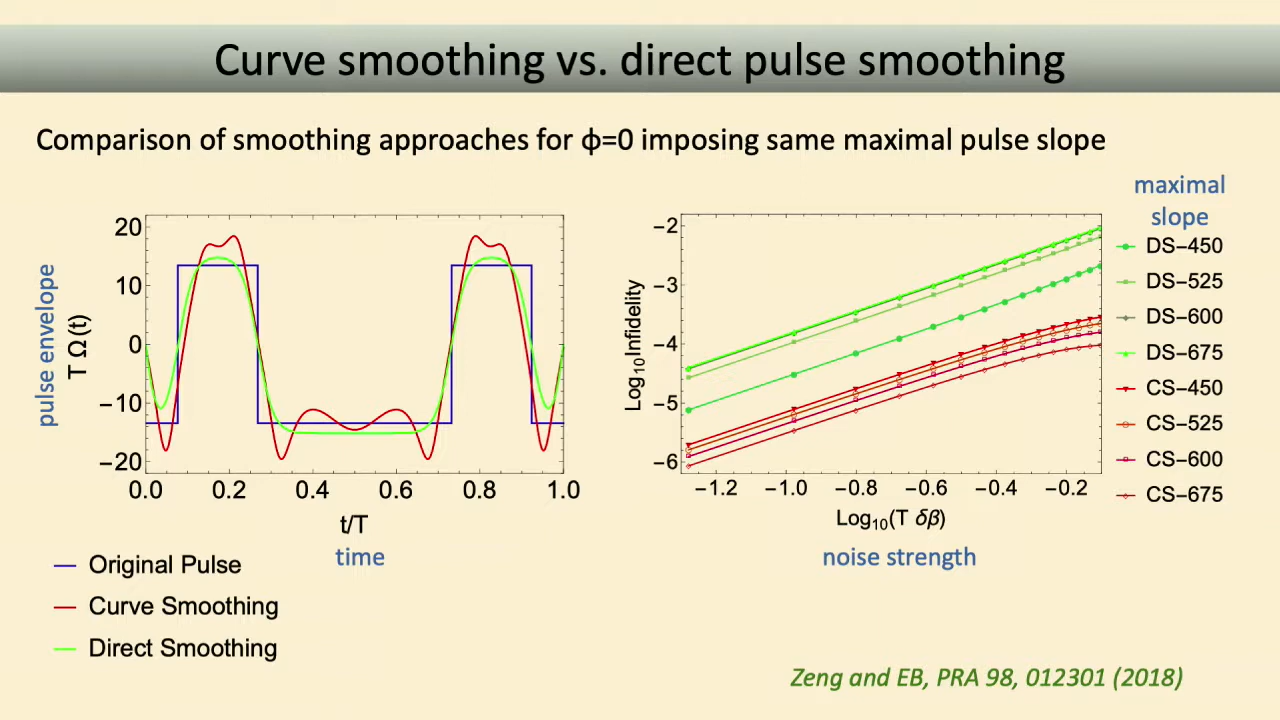 Curve smoothing vs. direct pulse smoothing
Comparison of smoothing approaches for ϕ=0 imposing same maximal pulse slope
pulse envelope
T Ω(t)
20
10
0
−10
−20
0.0 0.2 0.4 0.6 0.8 1.0
t/T
time
Original Pulse
Curve Smoothing
Direct Smoothing
Log₁₀Infidelity
−2
−3
−4
−5
−6
−1.2 −1.0 −0.8 −0.6 −0.4 −0.2
Log₁₀(T δβ)
noise strength
maximal
slope
DS−450
DS−525
DS−600
DS−675
CS−450
CS−525
CS−600
CS−675
Zeng and EB, PRA 98, 012301 (2018)